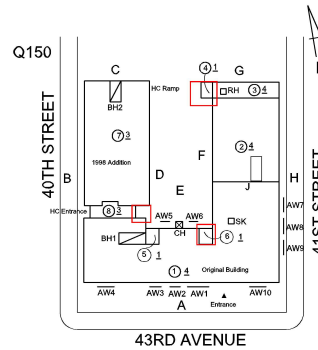 Q150
C
HC Ramp
④ 1
G
RH
③ 4
BH2
⑦ 3
② 4
1998 Addition
F
40TH STREET
B
D
H
41ST STREET
E
J
HC Entrance
⑧ 3
AW7
AW5
AW6
SK
AW8
BH1
CH
AW9
⑤ 1
⑥ 1
① 4
Original Building
AW4
AW3
AW2
AW1
AW10
A
Entrance
43RD AVENUE